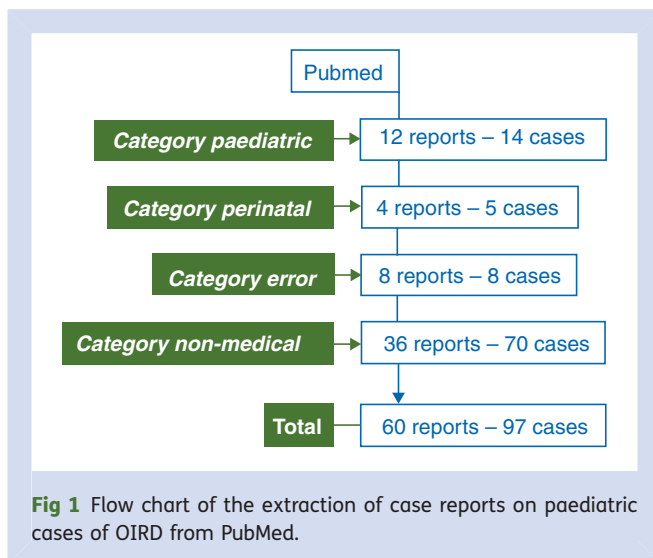 Pubmed
Category paediatric
12 reports – 14 cases
Category perinatal
4 reports – 5 cases
Category error
8 reports – 8 cases
Category non-medical
36 reports – 70 cases
Total
60 reports – 97 cases
Fig 1 Flow chart of the extraction of case reports on paediatric
cases of OIRD from PubMed.